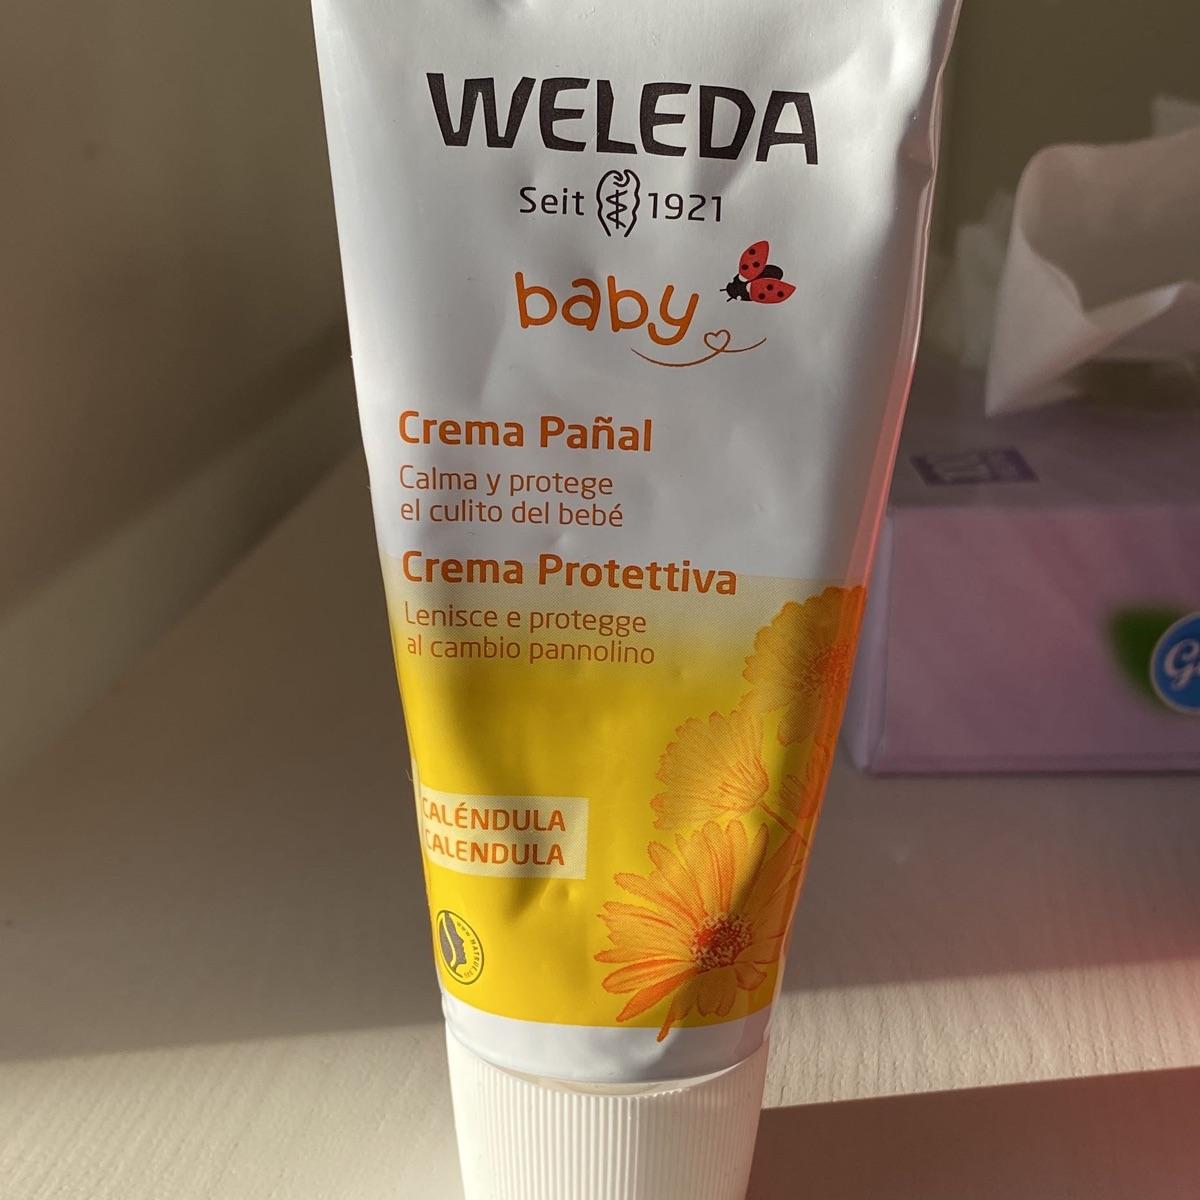 WELEDA
Seit 1921
baby
Crema Pañal
Calma y protege
el culito del bebé
Crema Protettiva
Lenisce e protegge
al cambio pannolino
CALÉNDULA
CALENDULA